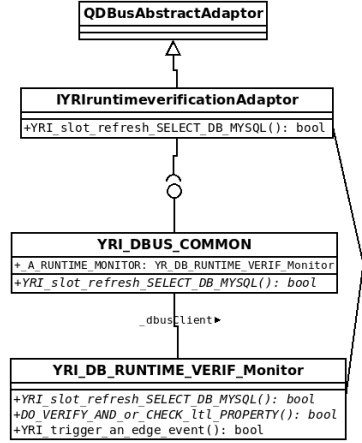 QDBusAbstractAdaptor
IYRIruntimeverificationAdaptor
+YRI_slot_refresh_SELECT_DB_MYSQL(): bool
YRI_DBUS_COMMON
+_A_RUNTIME_MONITOR: YR_DB_RUNTIME_VERIF_Monitor
+YRI_slot_refresh_SELECT_DB_MYSQL(): bool
_dbusClient
YRI_DB_RUNTIME_VERIF_Monitor
+YRI_slot_refresh_SELECT_DB_MYSQL(): bool
+DO_VERIFY_AND_or_CHECK_ltl_PROPERTY(): bool
+YRI_trigger_an_edge_event(): bool